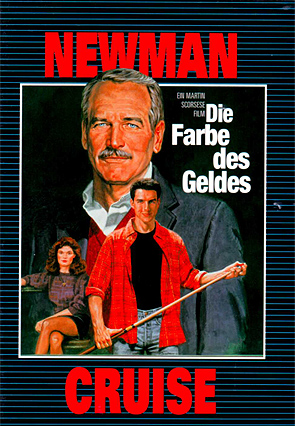 NEWMAN
EIN MARTIN
SCORSESE
FILM
Die
Farbe
des
Geldes
CRUISE